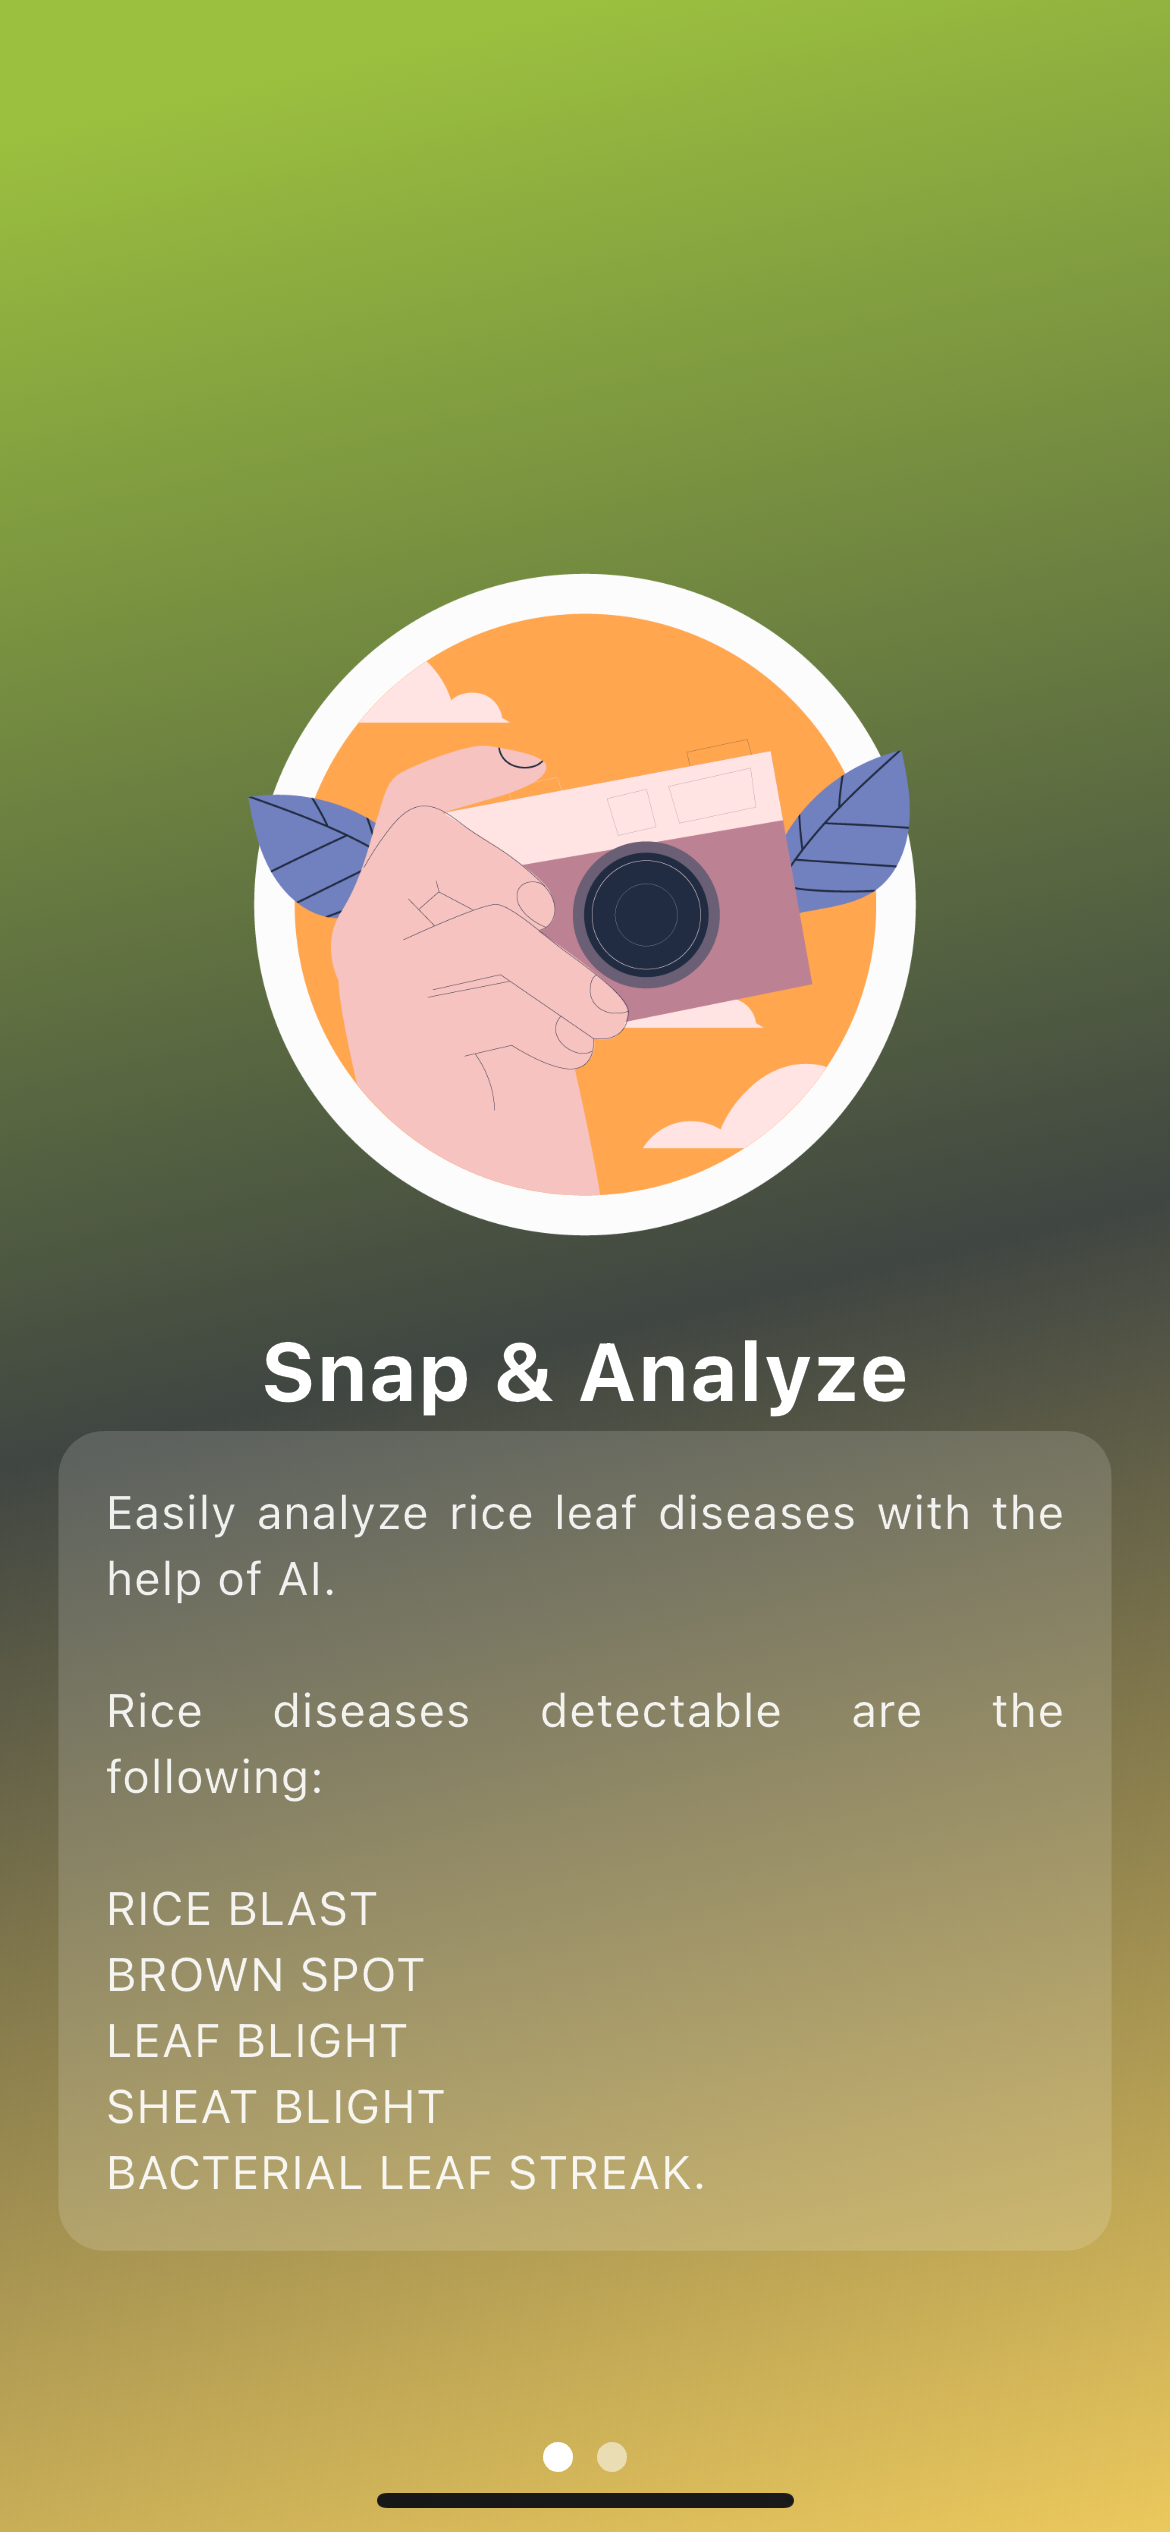 Snap & Analyze
Easily analyze rice leaf diseases with the
help of AI.
Rice diseases detectable are the
following:
RICE BLAST
BROWN SPOT
LEAF BLIGHT
SHEAT BLIGHT
BACTERIAL LEAF STREAK.